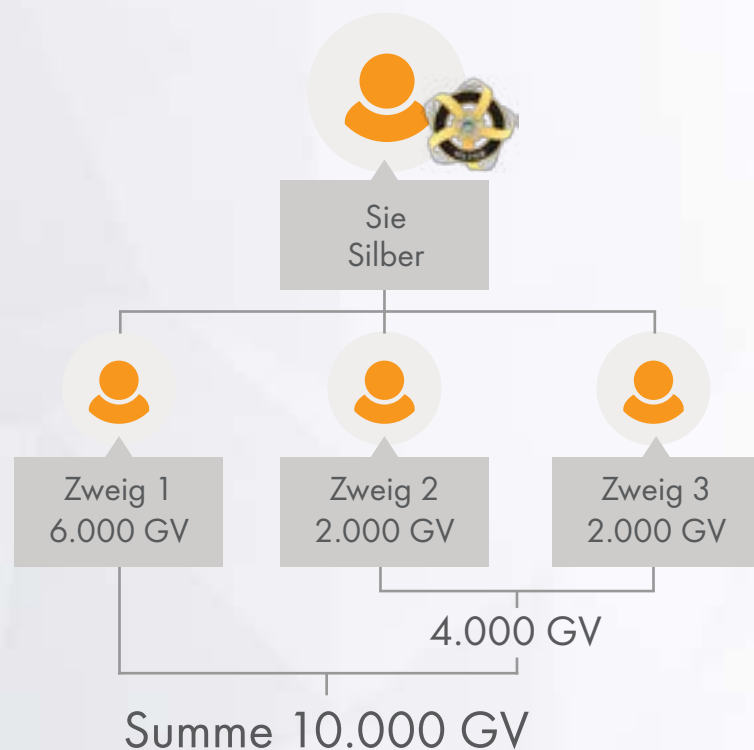 Sie
Silber
Zweig 1
6.000 GV
Zweig 2
2.000 GV
Zweig 3
2.000 GV
4.000 GV
Summe 10.000 GV